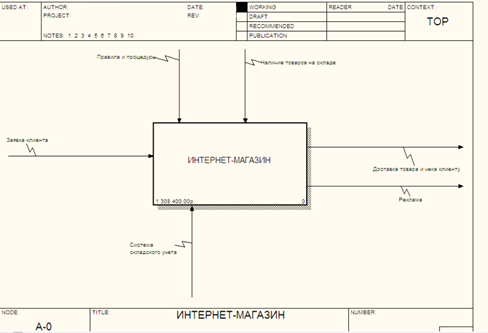 USED AT:
AUTHOR:
DATE:
WORKING
READER
DATE
CONTEXT:
PROJECT:
REV:
DRAFT
TOP
RECOMMENDED
NOTES: 1 2 3 4 5 6 7 8 9 10
PUBLICATION
Правила и процедуры
Наличие товаров на складе
Заявка клиента
ИНТЕРНЕТ-МАГАЗИН
Доставка товара и чека клиенту
Реклама
1 308 400,00р.
0
Система
складского учета
NODE:
TITLE:
ИНТЕРНЕТ-МАГАЗИН
NUMBER:
A-0